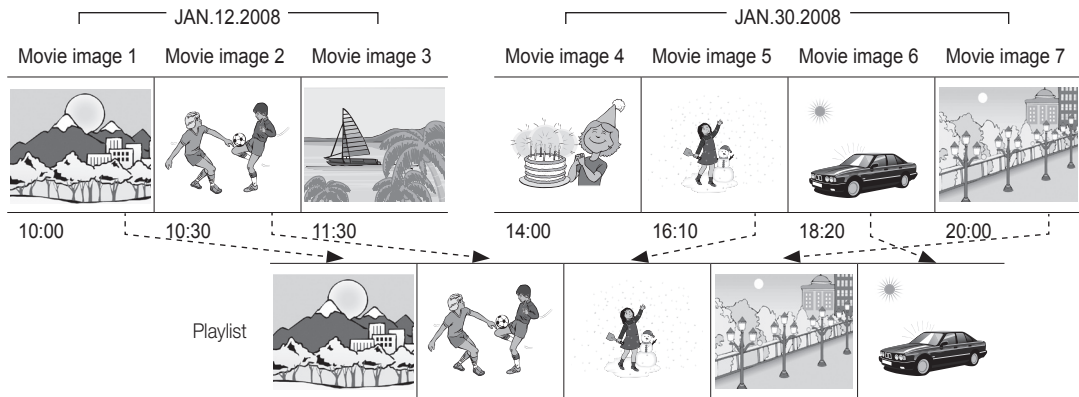 JAN.12.2008 JAN.30.2008
Movie image 1 Movie image 2 Movie image 3 Movie image 4 Movie image 5 Movie image 6 Movie image 7
10:00 10:30 11:30 14:00 16:10 18:20 20:00
Playlist